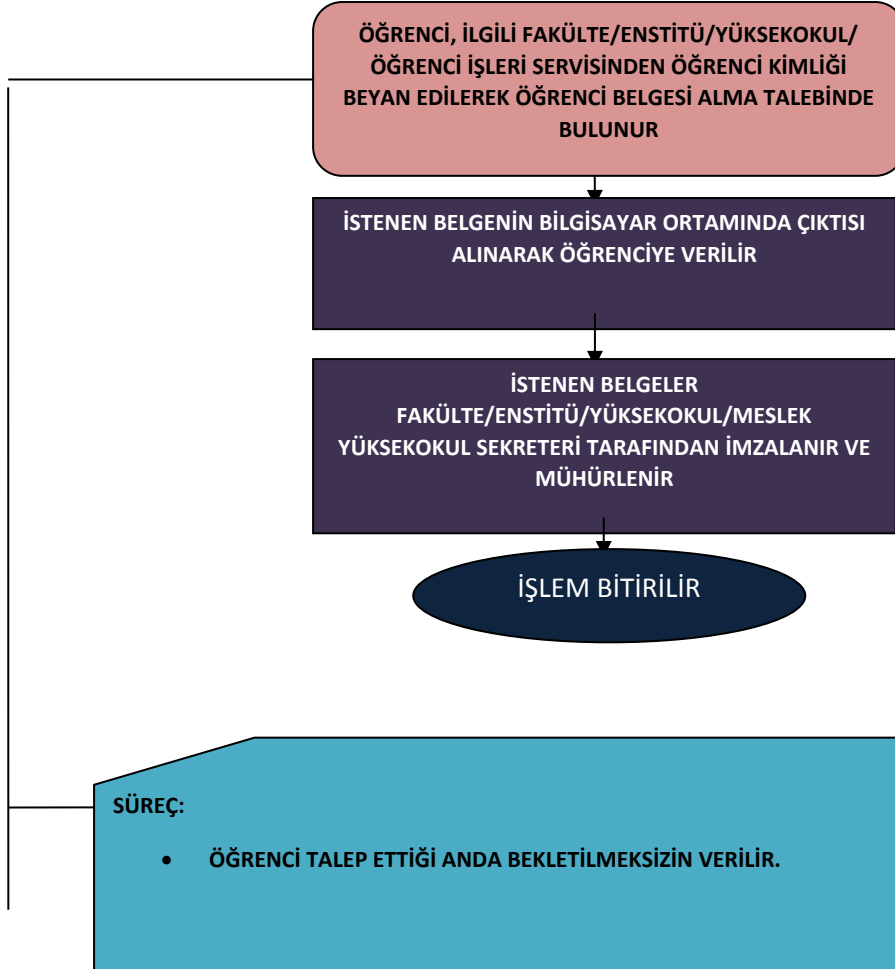 ÖĞRENCİ, İLGİLİ FAKÜLTE/ENSTİTÜ/YÜKSEKOKUL/
ÖĞRENCİ İŞLERİ SERVİSİNDEN ÖĞRENCİ KİMLİĞİ
BEYAN EDİLEREK ÖĞRENCİ BELGESİ ALMA TALEBİNDE
BULUNUR
İSTENEN BELGENİN BİLGİSAYAR ORTAMINDA ÇIKTISI
ALINARAK ÖĞRENCİYE VERİLİR
İSTENEN BELGELER
FAKÜLTE/ENSTİTÜ/YÜKSEKOKUL/MESLEK
YÜKSEKOKUL SEKRETERİ TARAFINDAN İMZALANIR VE
MÜHÜRLENİR
İŞLEM BİTİRİLİR
SÜREÇ:
• ÖĞRENCİ TALEP ETTİĞİ ANDA BEKLETİLMEKSİZİN VERİLİR.